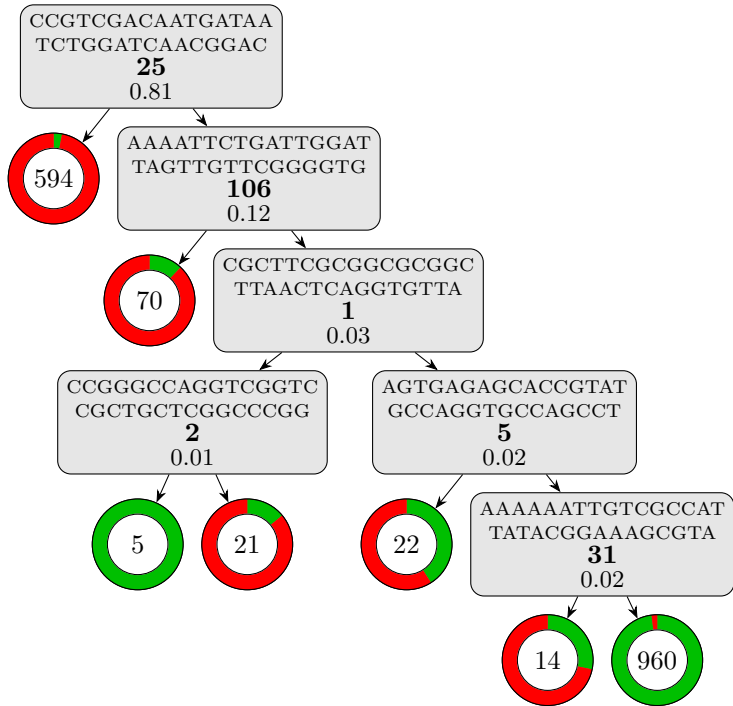 CCGTCGACAATGATAA
TCTGGATCAACGGAC
25
0.81
594
AAAATTCTGATTGGAT
TAGTTGTTCGGGGTG
106
0.12
70
CGCTTCGCGGCGCGGC
TTAACTCAGGTGTTA
1
0.03
CCGGGCCAGGTCGGTC
CGCTGCTCGGCCCGG
2
0.01
AGTGAGAGCACCGTAT
GCCAGGTGCCAGCCT
5
0.02
5
21
22
AAAAAATTGTCGCCAT
TATACGGAAAGCGTA
31
0.02
14
960